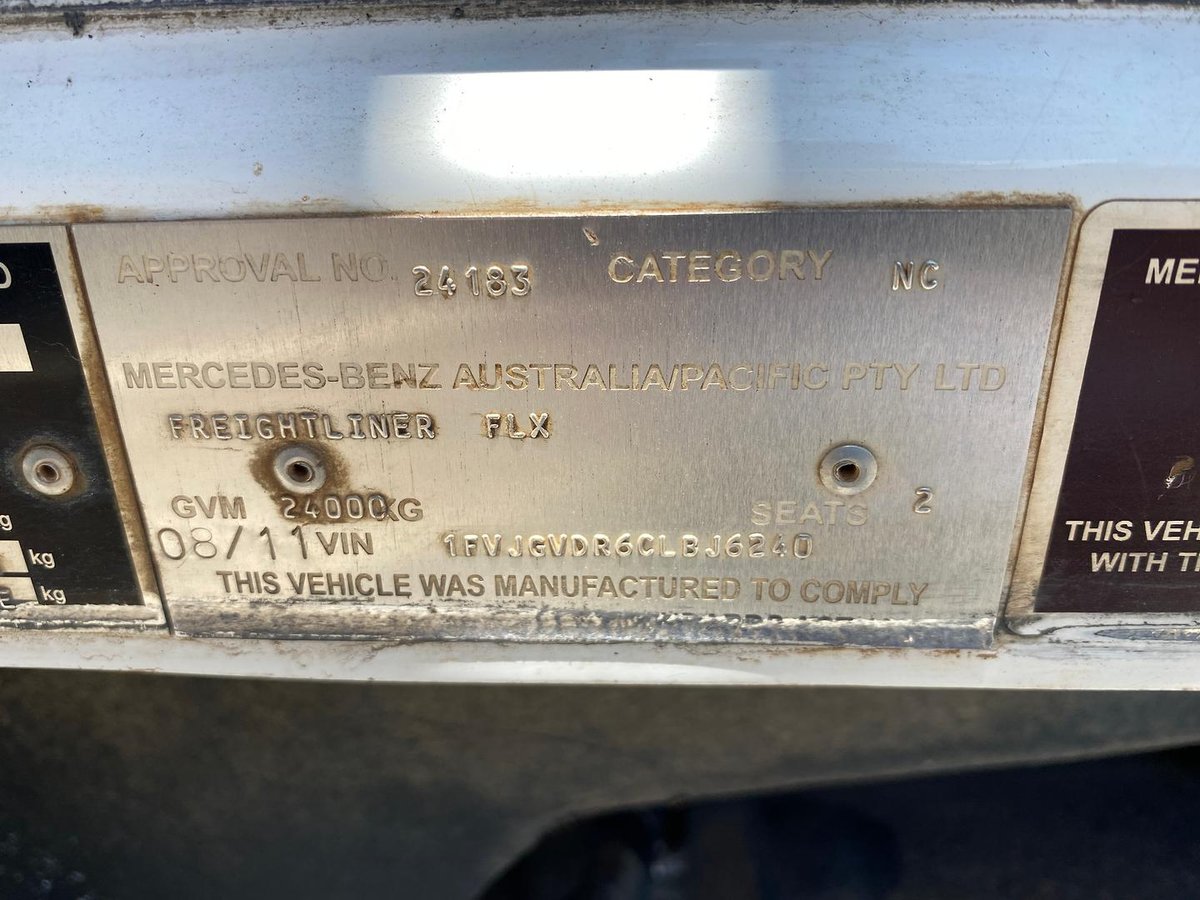 APPROVAL NO. 24183 CATEGORY NC
MERCEDES-BENZ AUSTRALIA/PACIFIC PTY LTD
FREIGHTLINER FLX
GVM 24000KG SEATS 2
08/11 VIN 1FVJGVDR6CLBJ6240
THIS VEHICLE WAS MANUFACTURED TO COMPLY
kg
kg
THIS VEH
WITH